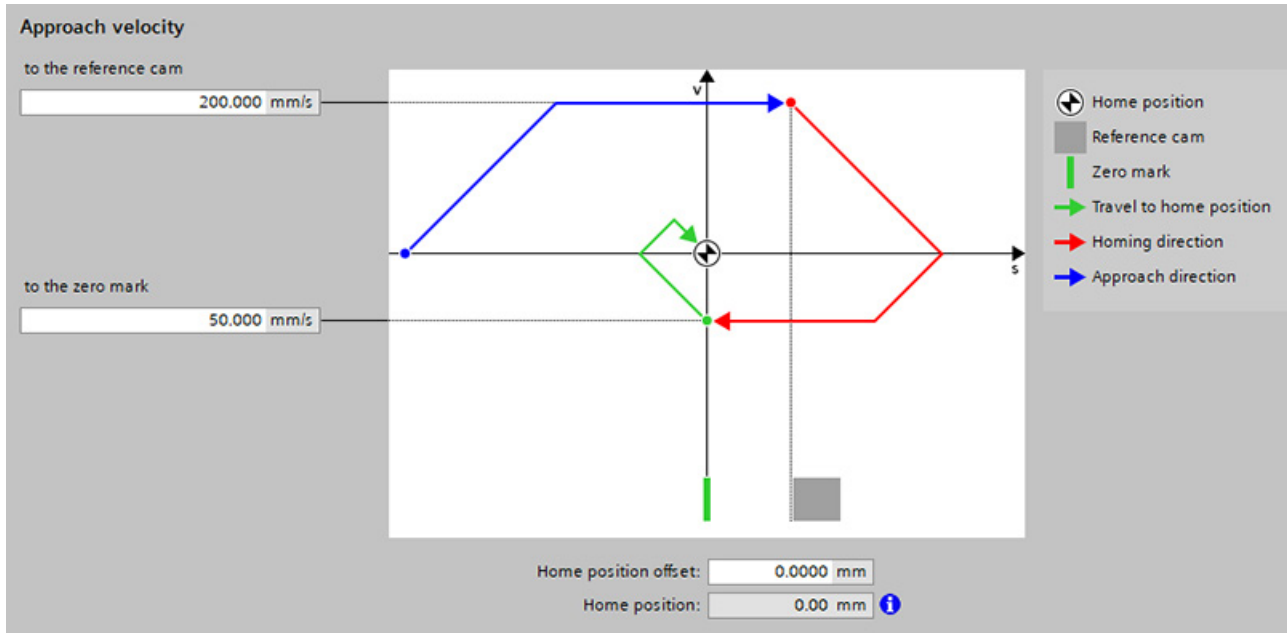 Approach velocity
to the reference cam
200.000 mm/s
v
Home position
Reference cam
Zero mark
Travel to home position
Homing direction
s
Approach direction
to the zero mark
50.000 mm/s
Home position offset: 0.0000 mm
Home position: 0.00 mm